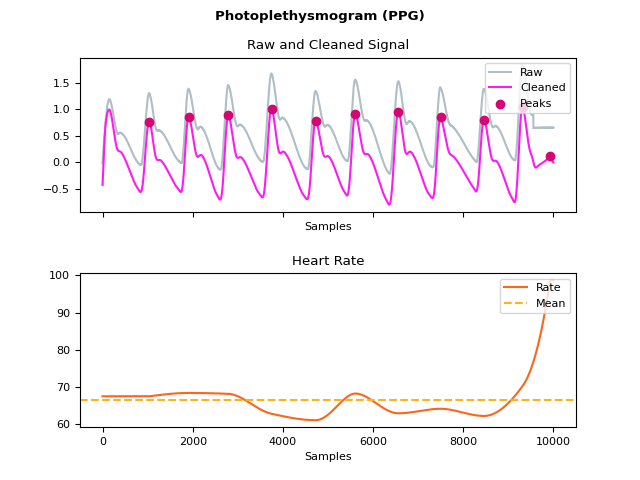 Photoplethysmogram (PPG)
Raw and Cleaned Signal
Raw
Cleaned
Peaks
1.5
1.0
0.5
0.0
−0.5
Samples
Heart Rate
Rate
Mean
100
90
80
70
60
0 2000 4000 6000 8000 10000
Samples